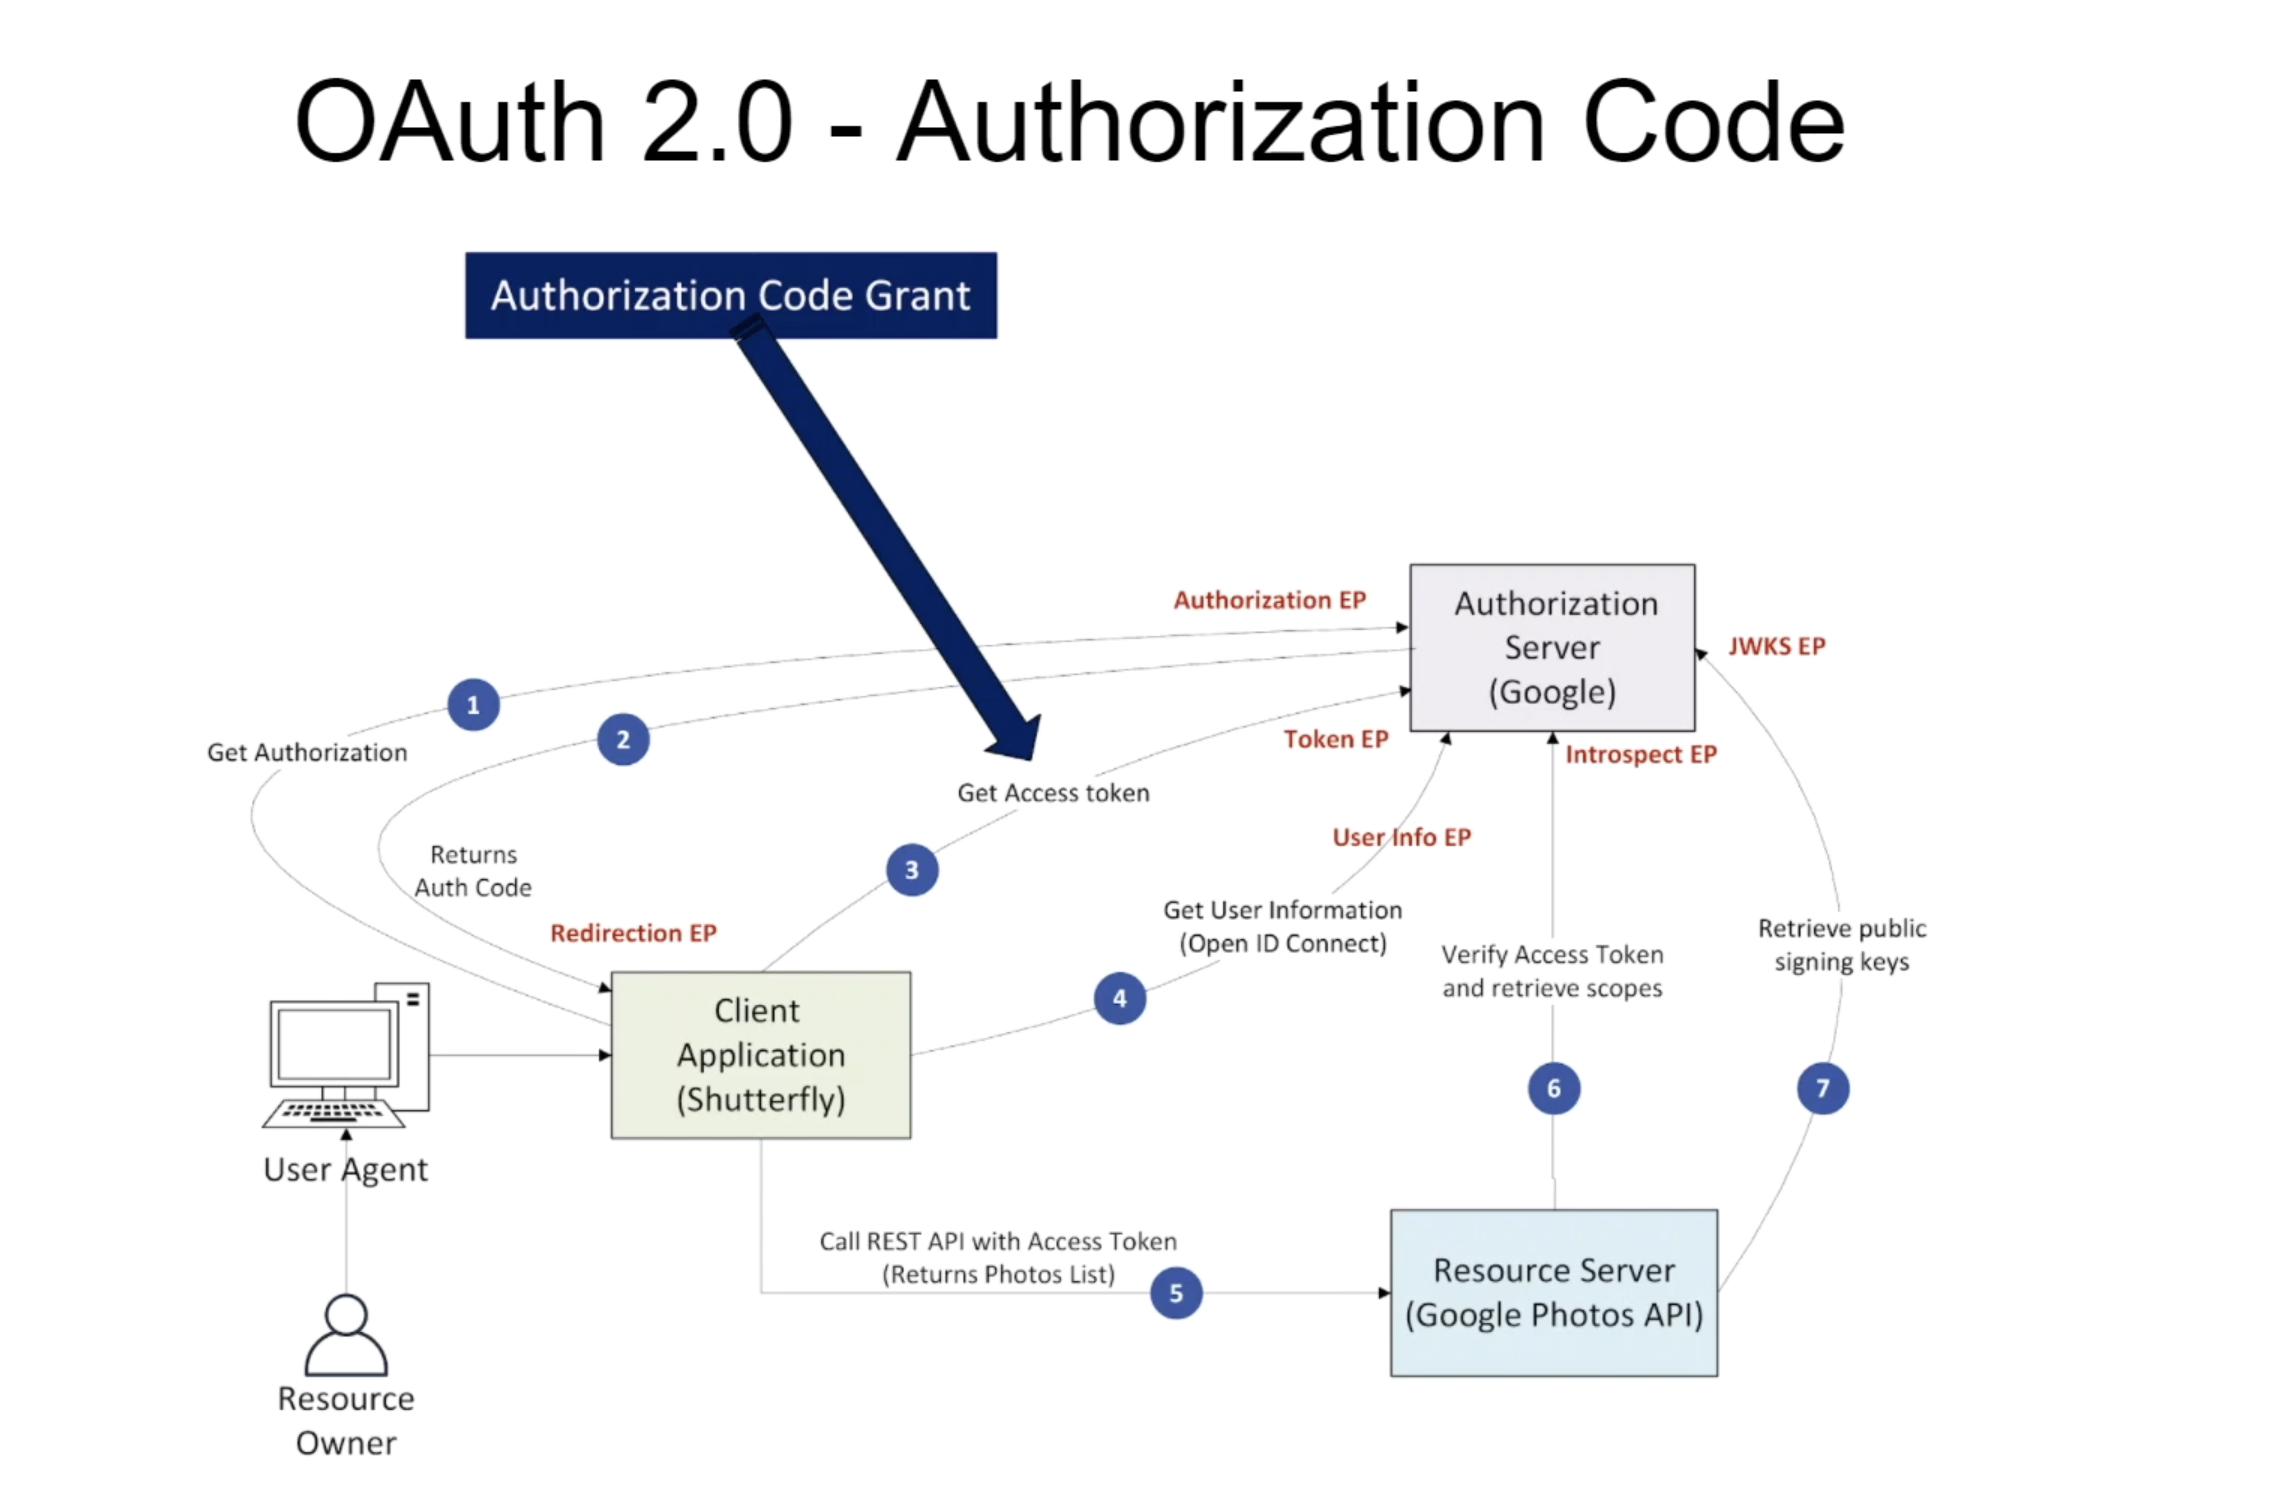 OAuth 2.0 - Authorization Code
Authorization Code Grant
Authorization EP
Authorization
Server
(Google)
JWKS EP
1
2
Get Authorization
Token EP
Introspect EP
Get Access token
User Info EP
Returns
Auth Code
3
Redirection EP
Get User Information
(Open ID Connect)
Verify Access Token
and retrieve scopes
Retrieve public
signing keys
4
Client
Application
(Shutterfly)
6
7
User Agent
Call REST API with Access Token
(Returns Photos List)
5
Resource Server
(Google Photos API)
Resource
Owner